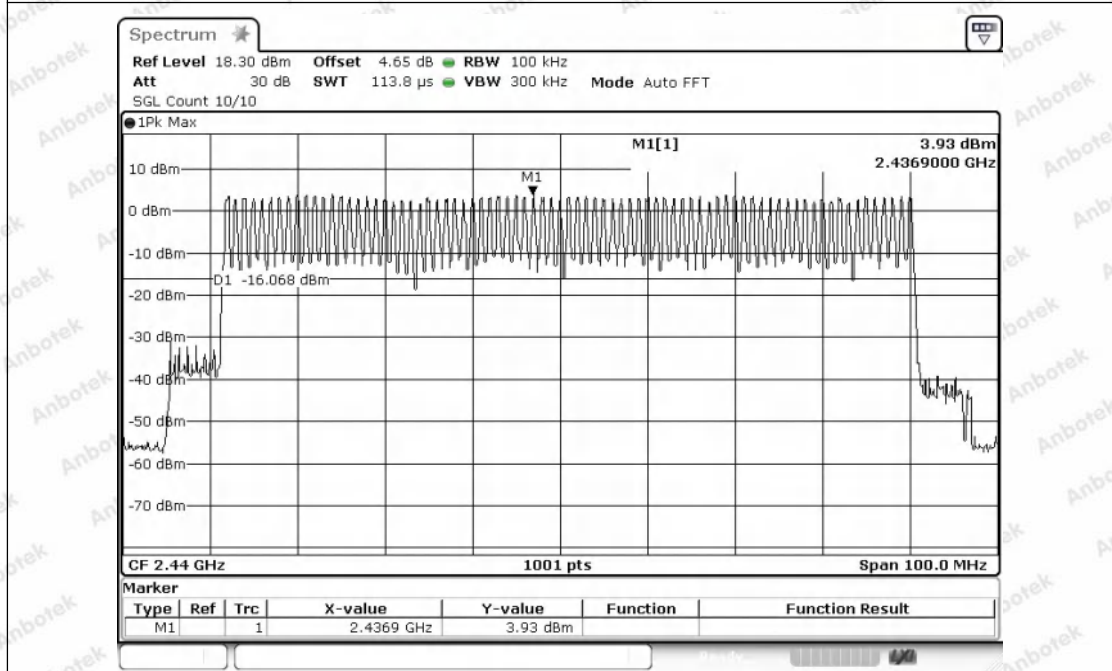 Spectrum
Ref Level 18.30 dBm Offset 4.65 dB RBW 100 kHz
Att 30 dB SWT 113.8 µs VBW 300 kHz Mode Auto FFT
SGL Count 10/10
1Pk Max
M1[1] 3.93 dBm
2.4369000 GHz
10 dBm
M1
0 dBm
-10 dBm
D1 -16.068 dBm
-20 dBm
-30 dBm
-40 dBm
-50 dBm
-60 dBm
-70 dBm
CF 2.44 GHz 1001 pts Span 100.0 MHz
Marker
Type Ref Trc X-value Y-value Function Function Result
M1 1 2.4369 GHz 3.93 dBm
Anbotek